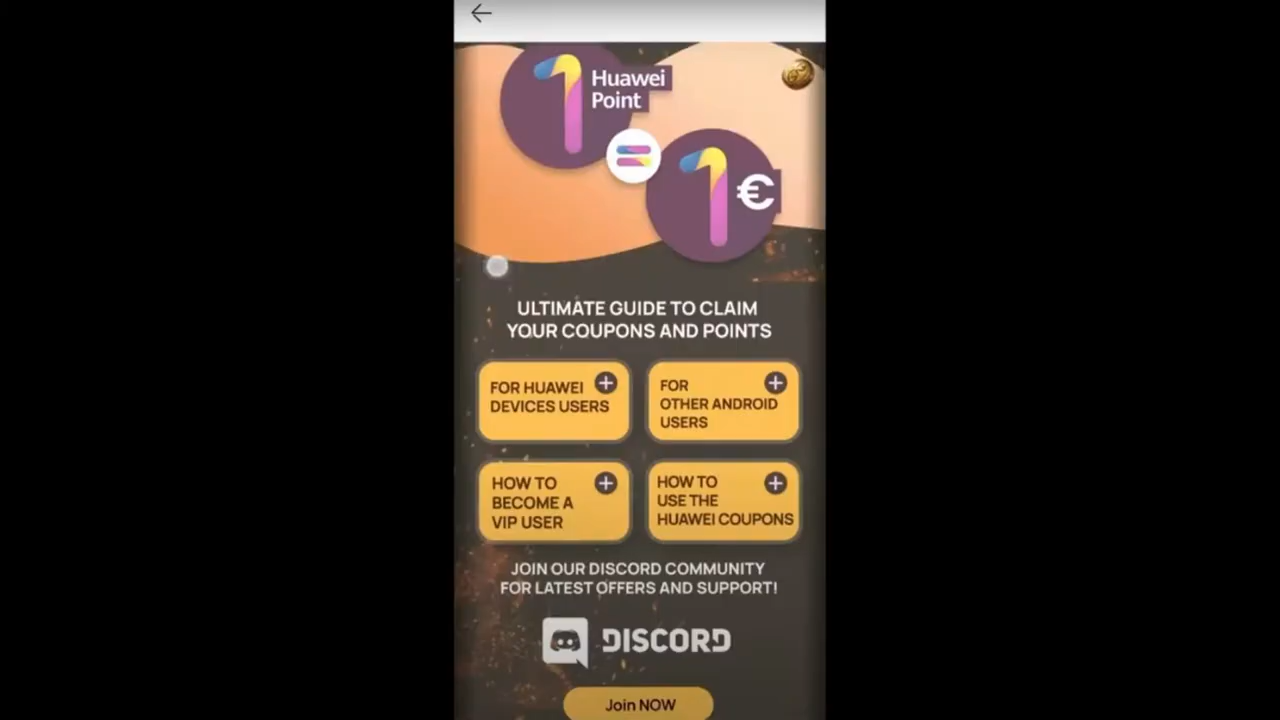 1 Huawei
Point
=
1 €
ULTIMATE GUIDE TO CLAIM
YOUR COUPONS AND POINTS
FOR HUAWEI
DEVICES USERS
+
FOR
OTHER ANDROID
USERS
+
HOW TO
BECOME A
VIP USER
+
HOW TO
USE THE
HUAWEI COUPONS
+
JOIN OUR DISCORD COMMUNITY
FOR LATEST OFFERS AND SUPPORT!
DISCORD
Join NOW